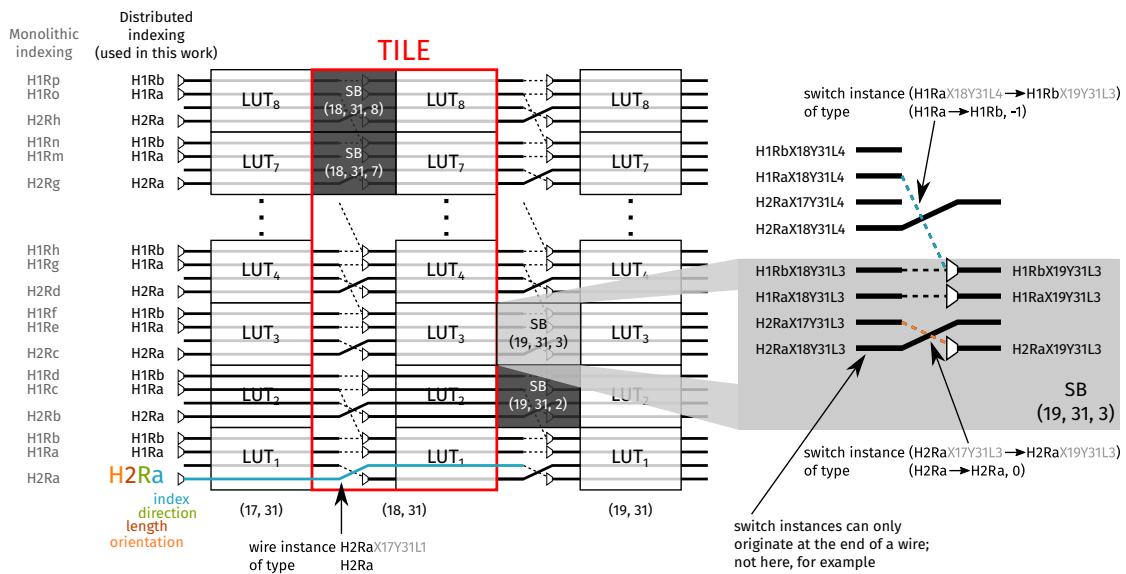 Monolithic
indexing
Distributed
indexing
(used in this work)
TILE
H1Rp H1Rb
H1Ro H1Ra
H2Rh H2Ra
H1Rn H1Rb
H1Rm H1Ra
H2Rg H2Ra
H1Rh H1Rb
H1Rg H1Ra
H2Rd H2Ra
H1Rf H1Rb
H1Re H1Ra
H2Rc H2Ra
H1Rd H1Rb
H1Rc H1Ra
H2Rb H2Ra
H1Rb H1Rb
H1Ra H1Ra
H2Ra H2Ra
index
direction
length
orientation
LUT8
LUT7
LUT4
LUT3
LUT2
LUT1
(17, 31)
SB
(18, 31, 8)
SB
(18, 31, 7)
LUT8
LUT7
LUT4
LUT3
LUT2
LUT1
(18, 31)
SB
(19, 31, 3)
SB
(19, 31, 2)
LUT8
LUT7
LUT4
LUT3
LUT2
LUT1
(19, 31)
wire instance H2RaX17Y31L1
of type H2Ra
switch instance (H1RaX18Y31L4→H1RbX19Y31L3)
of type (H1Ra→H1Rb, -1)
H1RbX18Y31L4
H1RaX18Y31L4
H2RaX17Y31L4
H2RaX18Y31L4
H1RbX18Y31L3 H1RbX19Y31L3
H1RaX18Y31L3 H1RaX19Y31L3
H2RaX17Y31L3
H2RaX18Y31L3 H2RaX19Y31L3
SB
(19, 31, 3)
switch instance (H2RaX17Y31L3→H2RaX19Y31L3)
of type (H2Ra→H2Ra, 0)
switch instances can only
originate at the end of a wire;
not here, for example